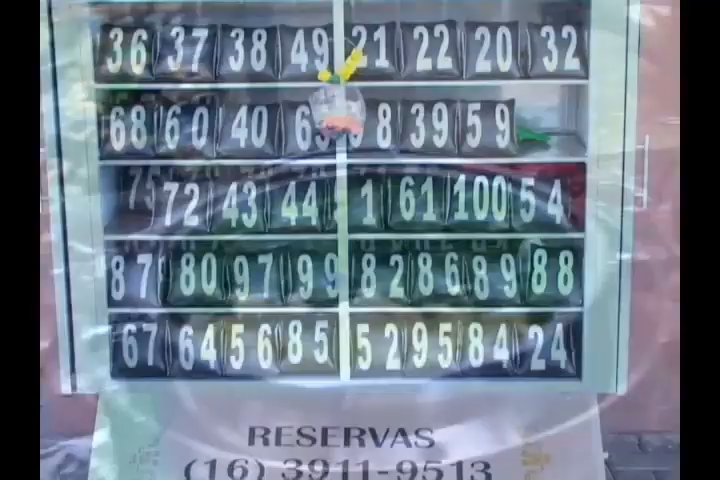 36 37 38 49 21 22 20 32
68 60 40 39 59
75 72 43 44 1 61 100 54
87 80 97 99 82 86 89 88
67 64 56 85 52 95 84 24
RESERVAS
(16) 3911-9513